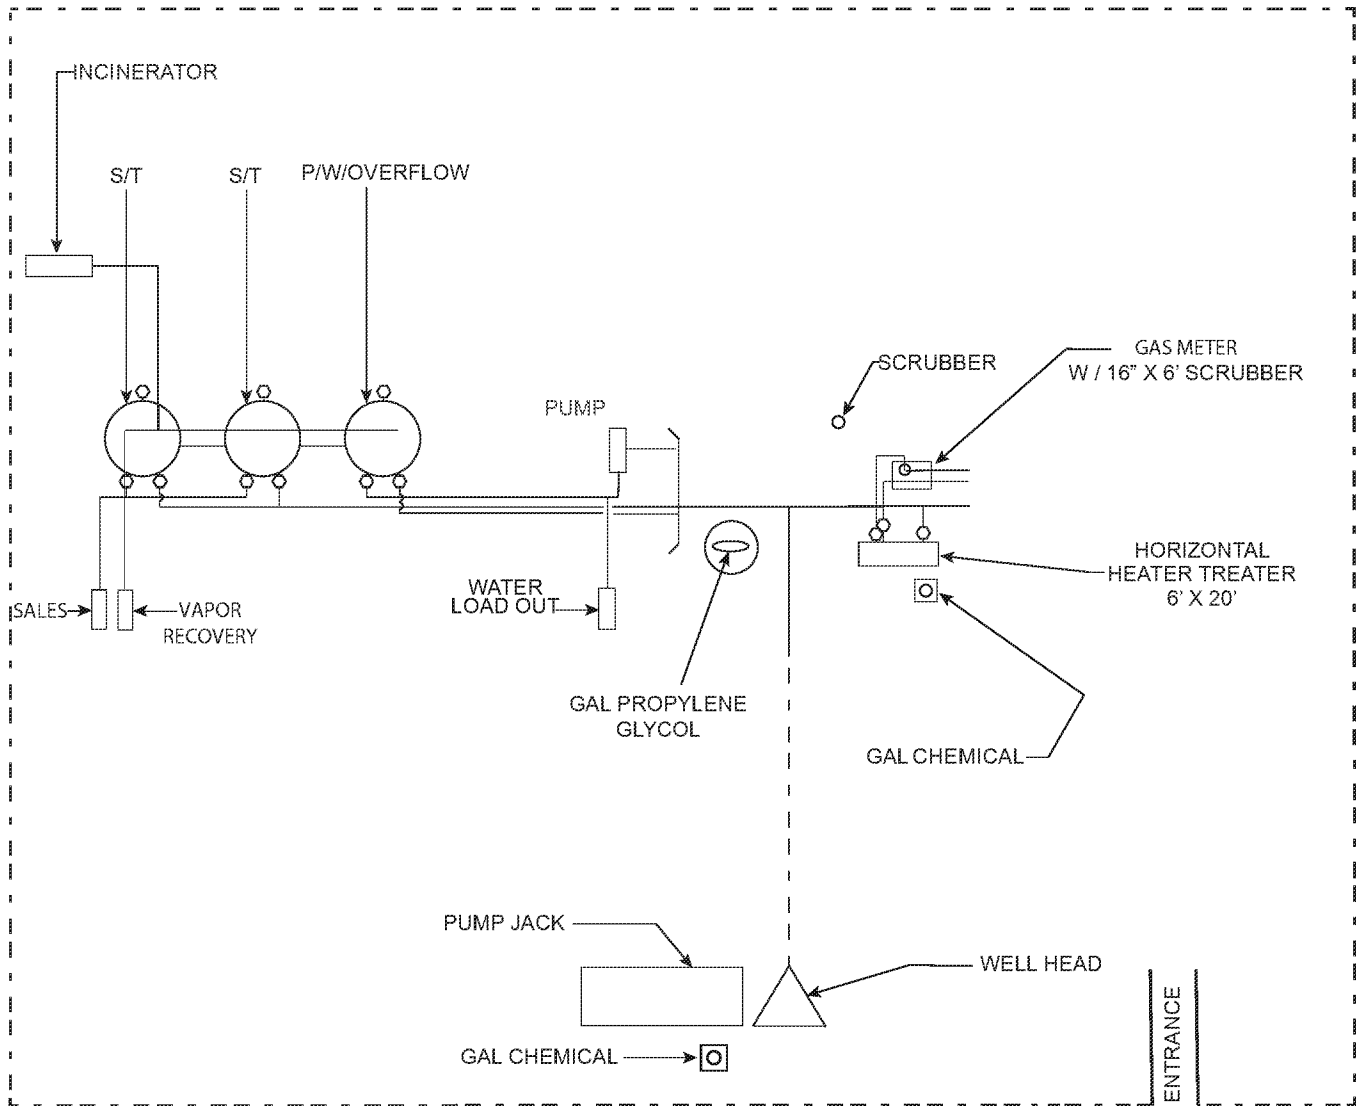 INCINERATOR
S/T
S/T
P/W/OVERFLOW
SCRUBBER
GAS METER
W / 16" X 6' SCRUBBER
PUMP
HORIZONTAL
HEATER TREATER
6' X 20'
WATER
LOAD OUT
SALES
VAPOR
RECOVERY
GAL PROPYLENE
GLYCOL
GAL CHEMICAL
PUMP JACK
WELL HEAD
GAL CHEMICAL
ENTRANCE